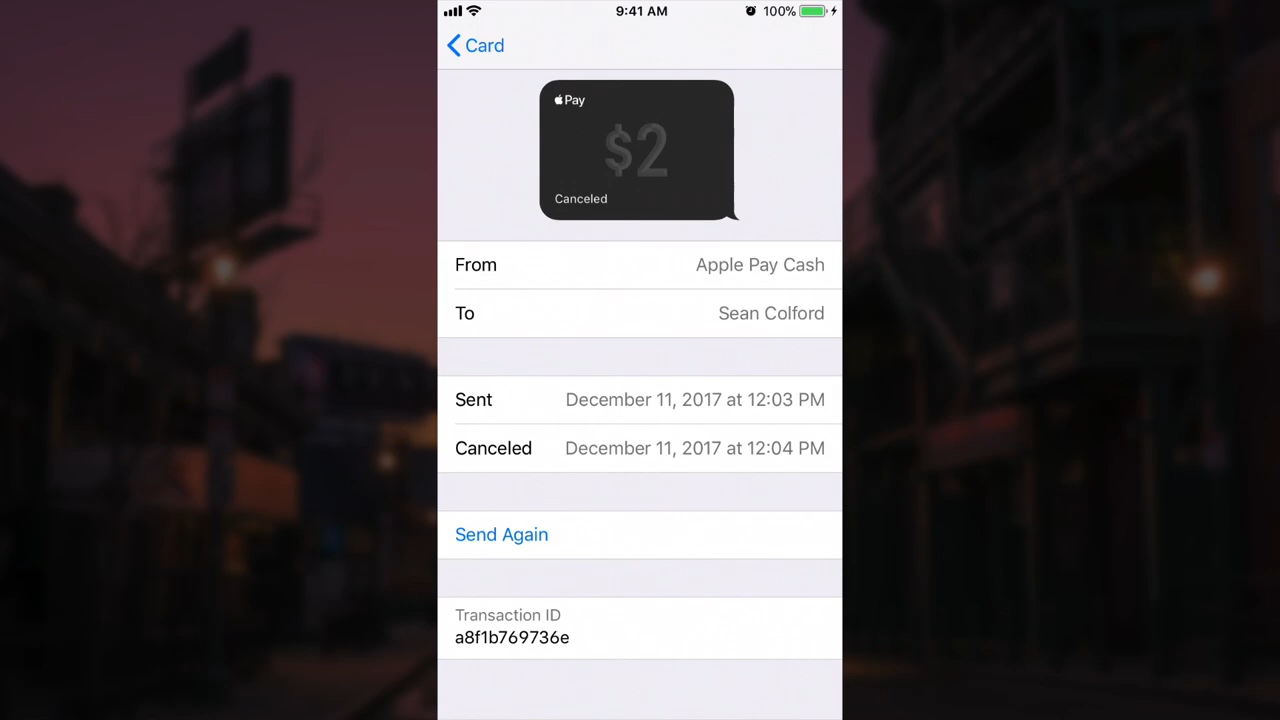 9:41 AM
100%
Card
Pay
$2
Canceled
From Apple Pay Cash
To Sean Colford
Sent December 11, 2017 at 12:03 PM
Canceled December 11, 2017 at 12:04 PM
Send Again
Transaction ID
a8f1b769736e